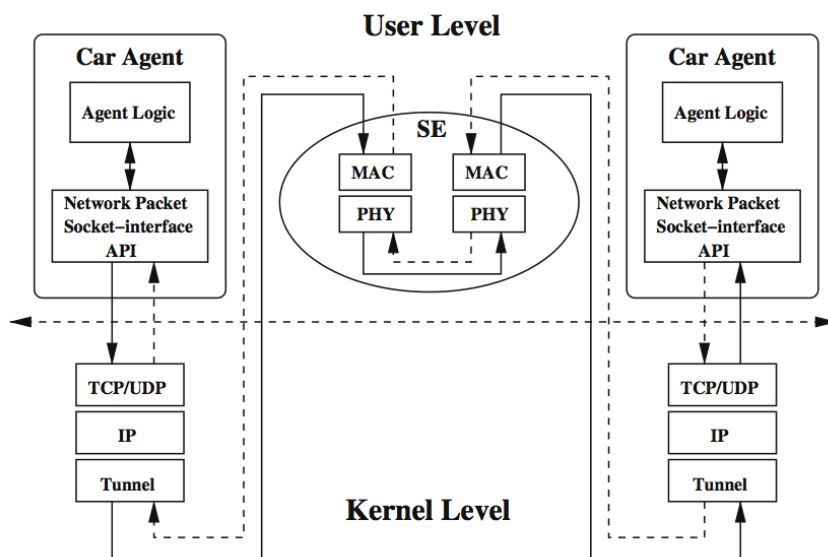 User Level
Car Agent
Agent Logic
Network Packet
Socket-interface
API
TCP/UDP
IP
Tunnel
SE
MAC
MAC
PHY
PHY
Kernel Level
Car Agent
Agent Logic
Network Packet
Socket-interface
API
TCP/UDP
IP
Tunnel